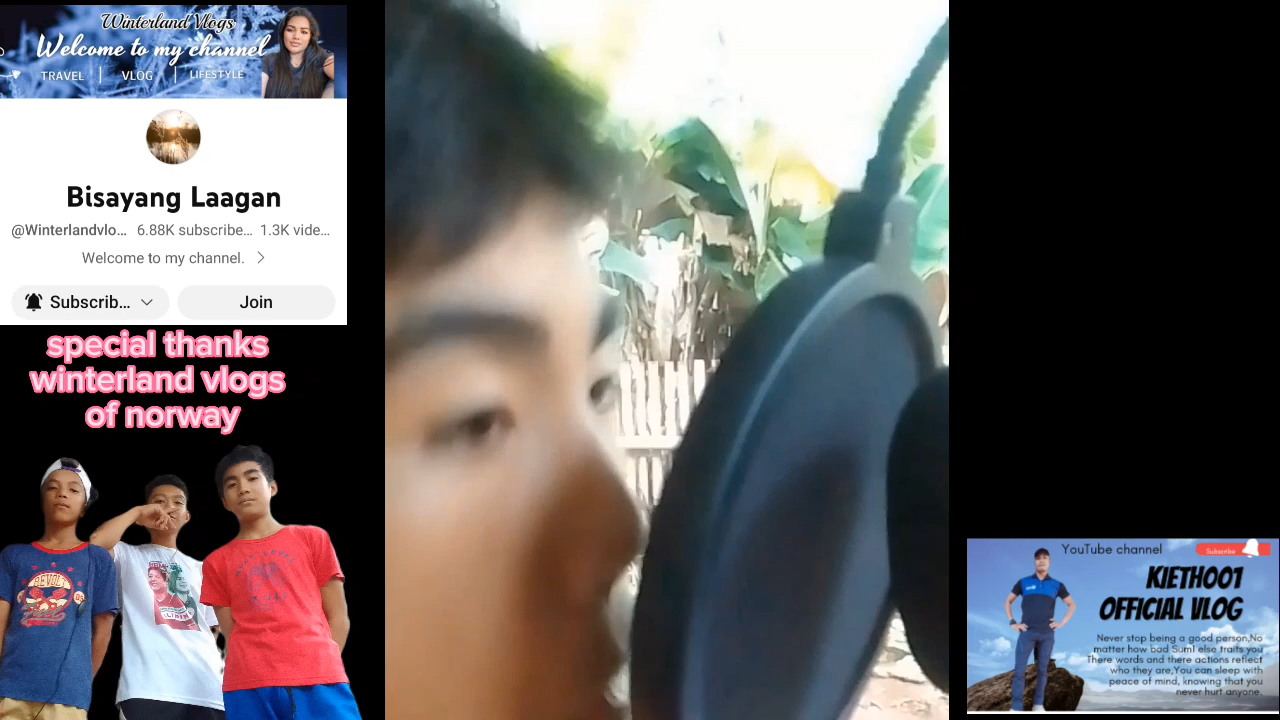 Winterland Vlogs
Welcome to my channel
TRAVEL | VLOG | LIFESTYLE
Bisayang Laagan
@Winterlandvlo... 6.88K subscribe... 1.3K vide...
Welcome to my channel.
Subscrib... Join
special thanks
winterland vlogs
of norway
REVOLT
YouTube channel
Subscribe
KIETH001
OFFICIAL VLOG
Never stop being a good person,No
matter how bad Suml else traits you
There words and there actions reflect
who they are,You can sleep with
peace of mind, knowing that you
never hurt anyone.